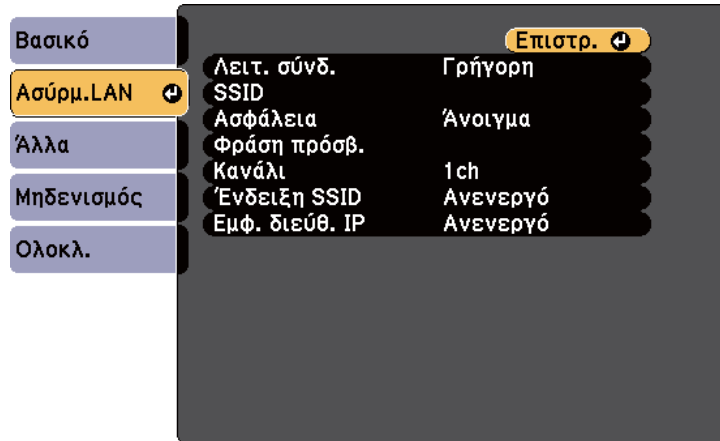 Βασικό
Ασύρμ.LAN
Άλλα
Μηδενισμός
Ολοκλ.
Επιστρ.
Λειτ. σύνδ. Γρήγορη
SSID
Ασφάλεια Άνοιγμα
Φράση πρόσβ.
Κανάλι 1ch
Ένδειξη SSID Ανενεργό
Εμφ. διεύθ. IP Ανενεργό